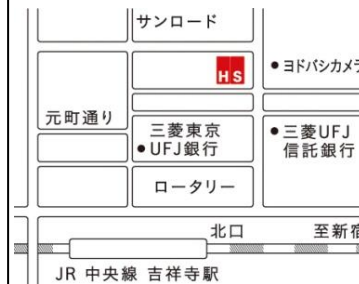 サンロード
HS
ヨドバシカメラ
元町通り
三菱東京
UFJ銀行
三菱UFJ
信託銀行
ロータリー
北口
至新宿
JR 中央線 吉祥寺駅